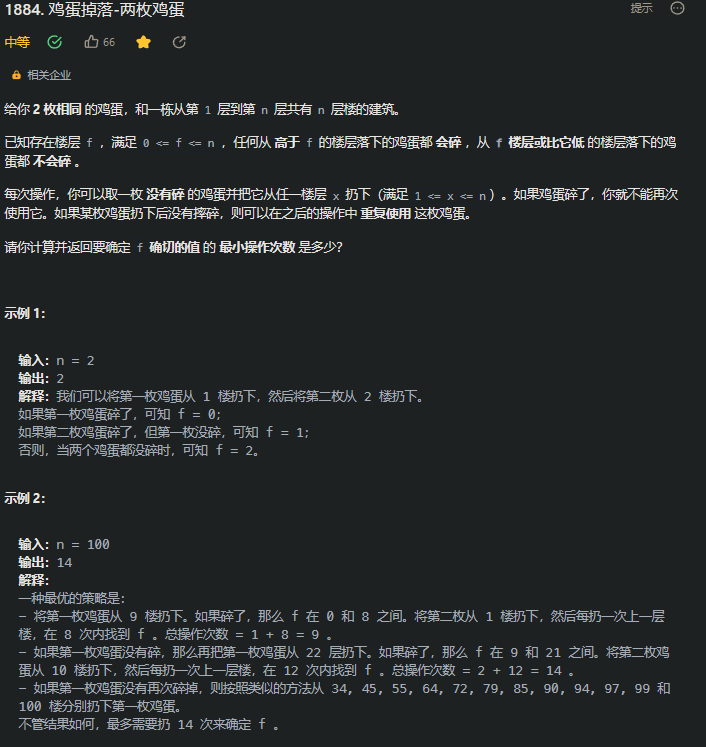 1884. 鸡蛋掉落-两枚鸡蛋
提示
中等
66
相关企业
给你 2 枚相同 的鸡蛋，和一栋从第 1 层到第 n 层共有 n 层楼的建筑。
已知存在楼层 f ，满足 0 <= f <= n ，任何从 高于 f 的楼层落下的鸡蛋都 会碎 ，从 f 楼层或比它低 的楼层落下的鸡
蛋都 不会碎 。
每次操作，你可以取一枚 没有碎 的鸡蛋并把它从任一楼层 x 扔下（满足 1 <= x <= n）。如果鸡蛋碎了，你就不能再次
使用它。如果某枚鸡蛋扔下后没有摔碎，则可以在之后的操作中 重复使用 这枚鸡蛋。
请你计算并返回要确定 f 确切的值 的 最小操作次数 是多少？
示例 1：
输入：n = 2
输出：2
解释：我们可以将第一枚鸡蛋从 1 楼扔下，然后将第二枚从 2 楼扔下。
如果第一枚鸡蛋碎了，可知 f = 0；
如果第二枚鸡蛋碎了，但第一枚没碎，可知 f = 1；
否则，当两个鸡蛋都没碎时，可知 f = 2。
示例 2：
输入：n = 100
输出：14
解释：
一种最优的策略是：
- 将第一枚鸡蛋从 9 楼扔下。如果碎了，那么 f 在 0 和 8 之间。将第二枚从 1 楼扔下，然后每扔一次上一层
楼，在 8 次内找到 f 。总操作次数 = 1 + 8 = 9 。
- 如果第一枚鸡蛋没有碎，那么再把第一枚鸡蛋从 22 层扔下。如果碎了，那么 f 在 9 和 21 之间。将第二枚鸡
蛋从 10 楼扔下，然后每扔一次上一层楼，在 12 次内找到 f 。总操作次数 = 2 + 12 = 14 。
- 如果第一枚鸡蛋没有再次碎掉，则按照类似的方法从 34, 45, 55, 64, 72, 79, 85, 90, 94, 97, 99 和
100 楼分别扔下第一枚鸡蛋。
不管结果如何，最多需要扔 14 次来确定 f 。